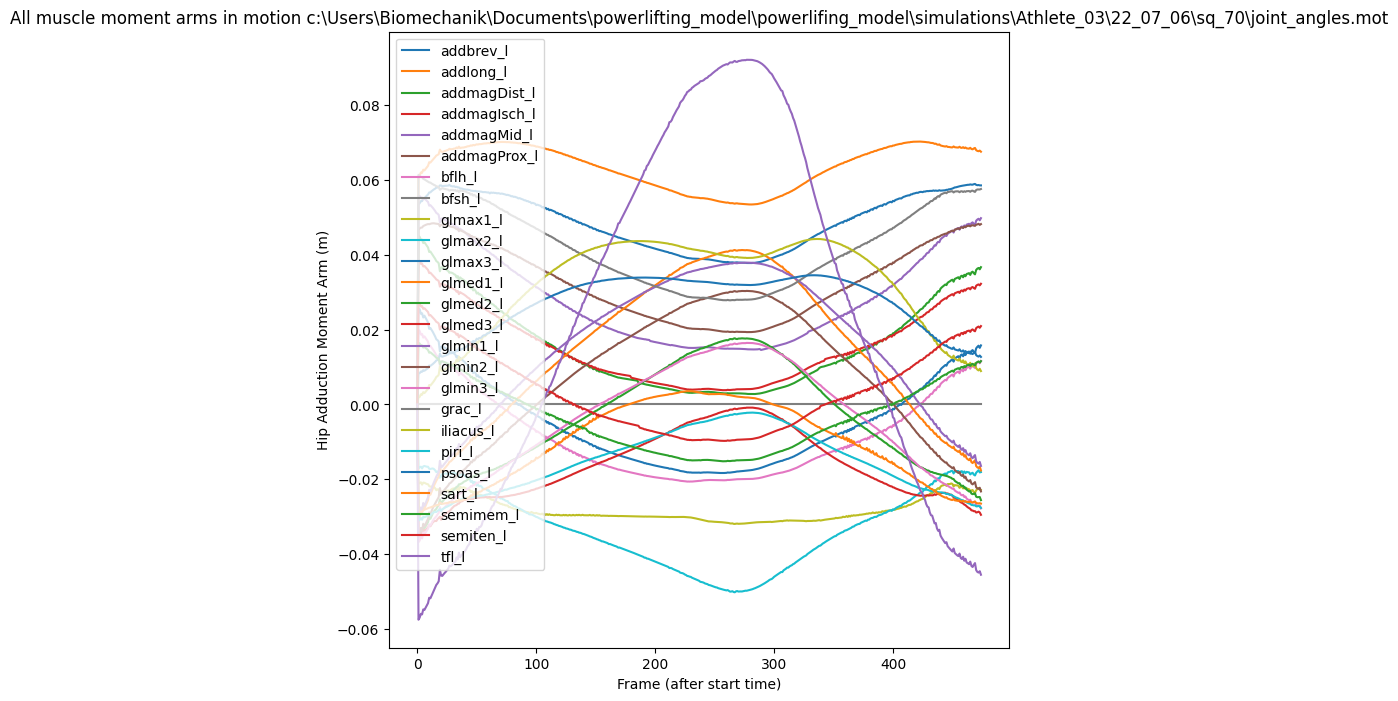 All muscle moment arms in motion c:\Users\Biomechanik\Documents\powerlifting_model\powerlifing_model\simulations\Athlete_03\22_07_06\sq_70\joint_angles.mot
addbrev_l
addlong_l
addmagDist_l
addmagIsch_l
addmagMid_l
addmagProx_l
bflh_l
bfsh_l
glmax1_l
glmax2_l
glmax3_l
glmed1_l
glmed2_l
glmed3_l
glmin1_l
glmin2_l
glmin3_l
grac_l
iliacus_l
piri_l
psoas_l
sart_l
semimem_l
semiten_l
tfl_l
0.08
0.06
0.04
0.02
0.00
−0.02
−0.04
−0.06
Hip Adduction Moment Arm (m)
0 100 200 300 400
Frame (after start time)